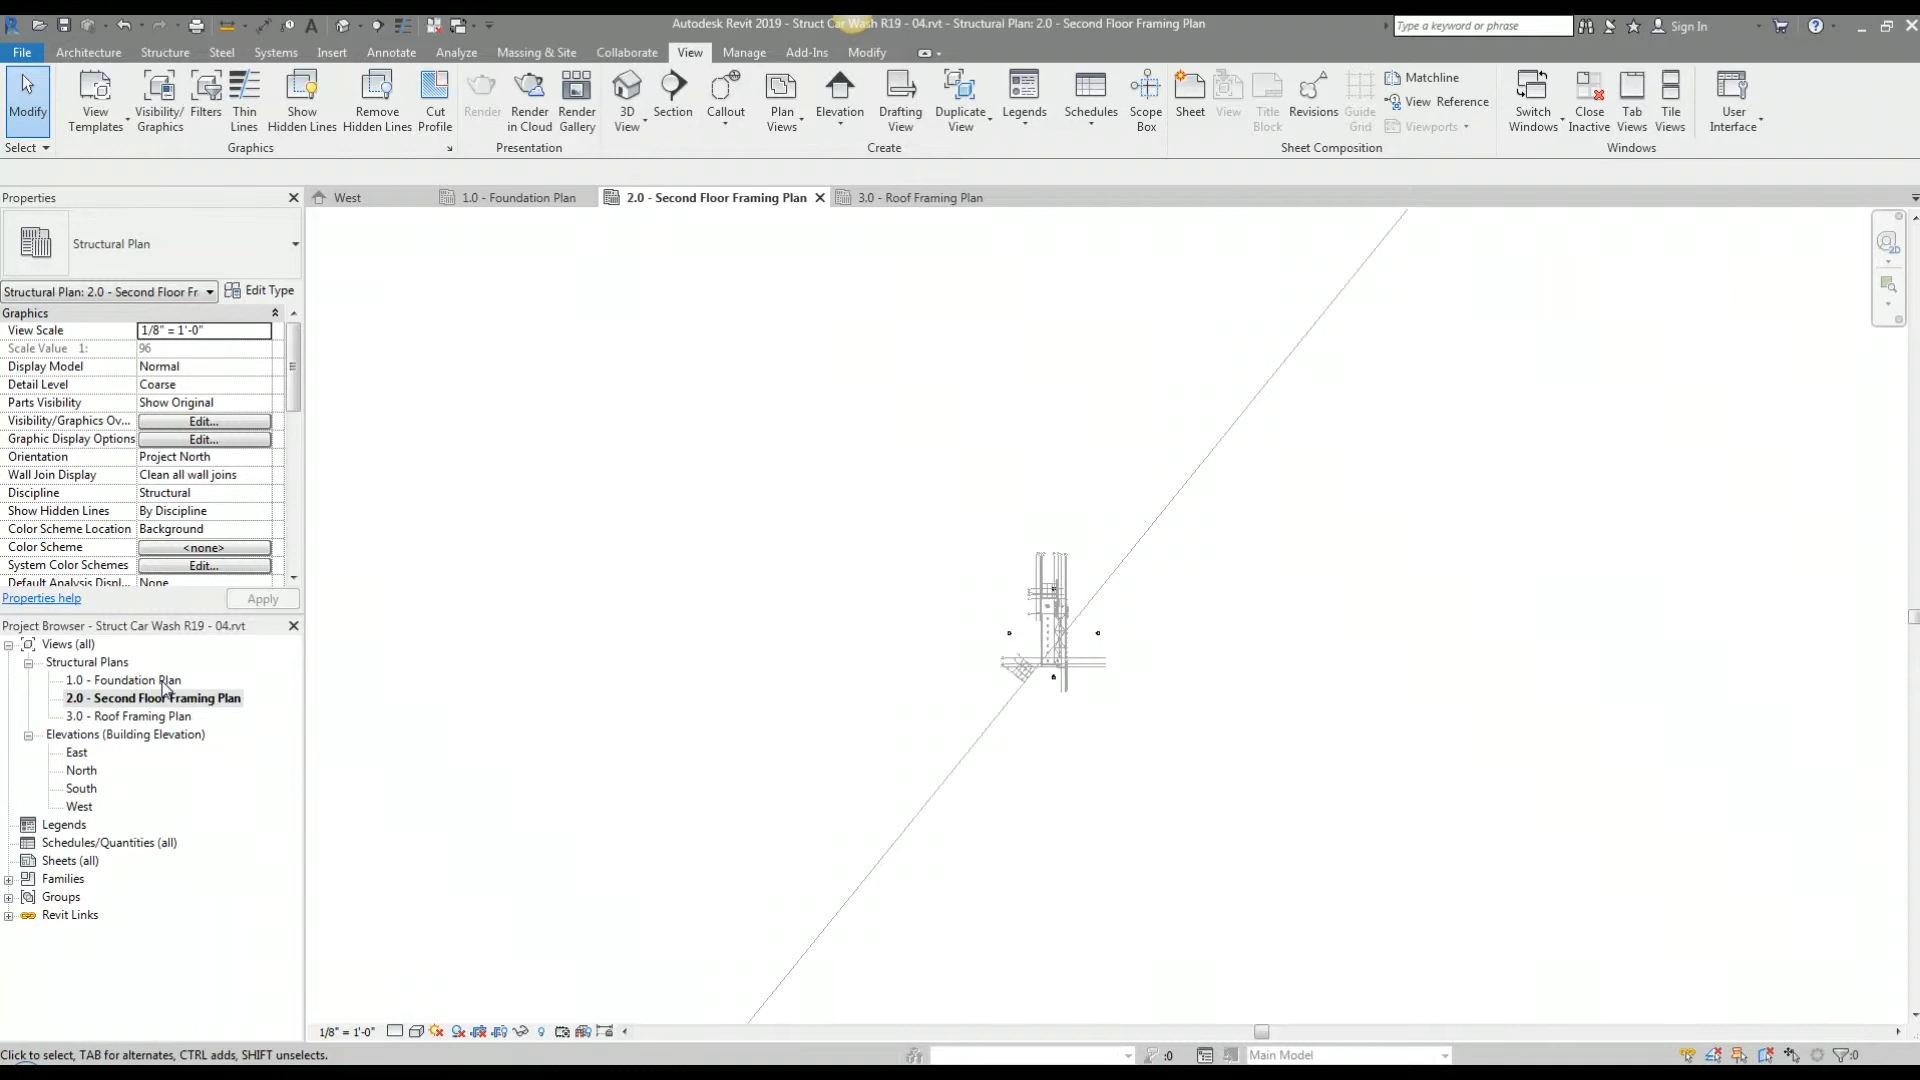 Autodesk Revit 2019 - Struct Car Wash R19 - 04.rvt - Structural Plan: 2.0 - Second Floor Framing Plan
Type a keyword or phrase
Sign In
File Architecture Structure Steel Systems Insert Annotate Analyze Massing & Site Collaborate View Manage Add-Ins Modify
Modify
View Templates
Visibility/ Graphics
Filters
Thin Lines
Show Hidden Lines
Remove Hidden Lines
Cut Profile
Render
Render in Cloud
Render Gallery
3D View
Section
Callout
Plan Views
Elevation
Drafting View
Duplicate View
Legends
Schedules
Scope Box
Sheet
View
Title Block
Revisions
Guide Grid
Matchline
View Reference
Viewports
Switch Windows
Close Inactive
Tab Views
Tile Views
User Interface
Select Graphics Presentation Create Sheet Composition Windows
Properties
West
1.0 - Foundation Plan
2.0 - Second Floor Framing Plan
3.0 - Roof Framing Plan
Structural Plan
Structural Plan: 2.0 - Second Floor Fr
Edit Type
Graphics
View Scale 1/8" = 1'-0"
Scale Value 1: 96
Display Model Normal
Detail Level Coarse
Parts Visibility Show Original
Visibility/Graphics Ov... Edit...
Graphic Display Options Edit...
Orientation Project North
Wall Join Display Clean all wall joins
Discipline Structural
Show Hidden Lines By Discipline
Color Scheme Location Background
Color Scheme <none>
System Color Schemes Edit...
Default Analysis Displ... None
Properties help
Apply
Project Browser - Struct Car Wash R19 - 04.rvt
Views (all)
Structural Plans
1.0 - Foundation Plan
2.0 - Second Floor Framing Plan
3.0 - Roof Framing Plan
Elevations (Building Elevation)
East
North
South
West
Legends
Schedules/Quantities (all)
Sheets (all)
Families
Groups
Revit Links
1/8" = 1'-0"
Click to select, TAB for alternates, CTRL adds, SHIFT unselects.
:0
Main Model
:0